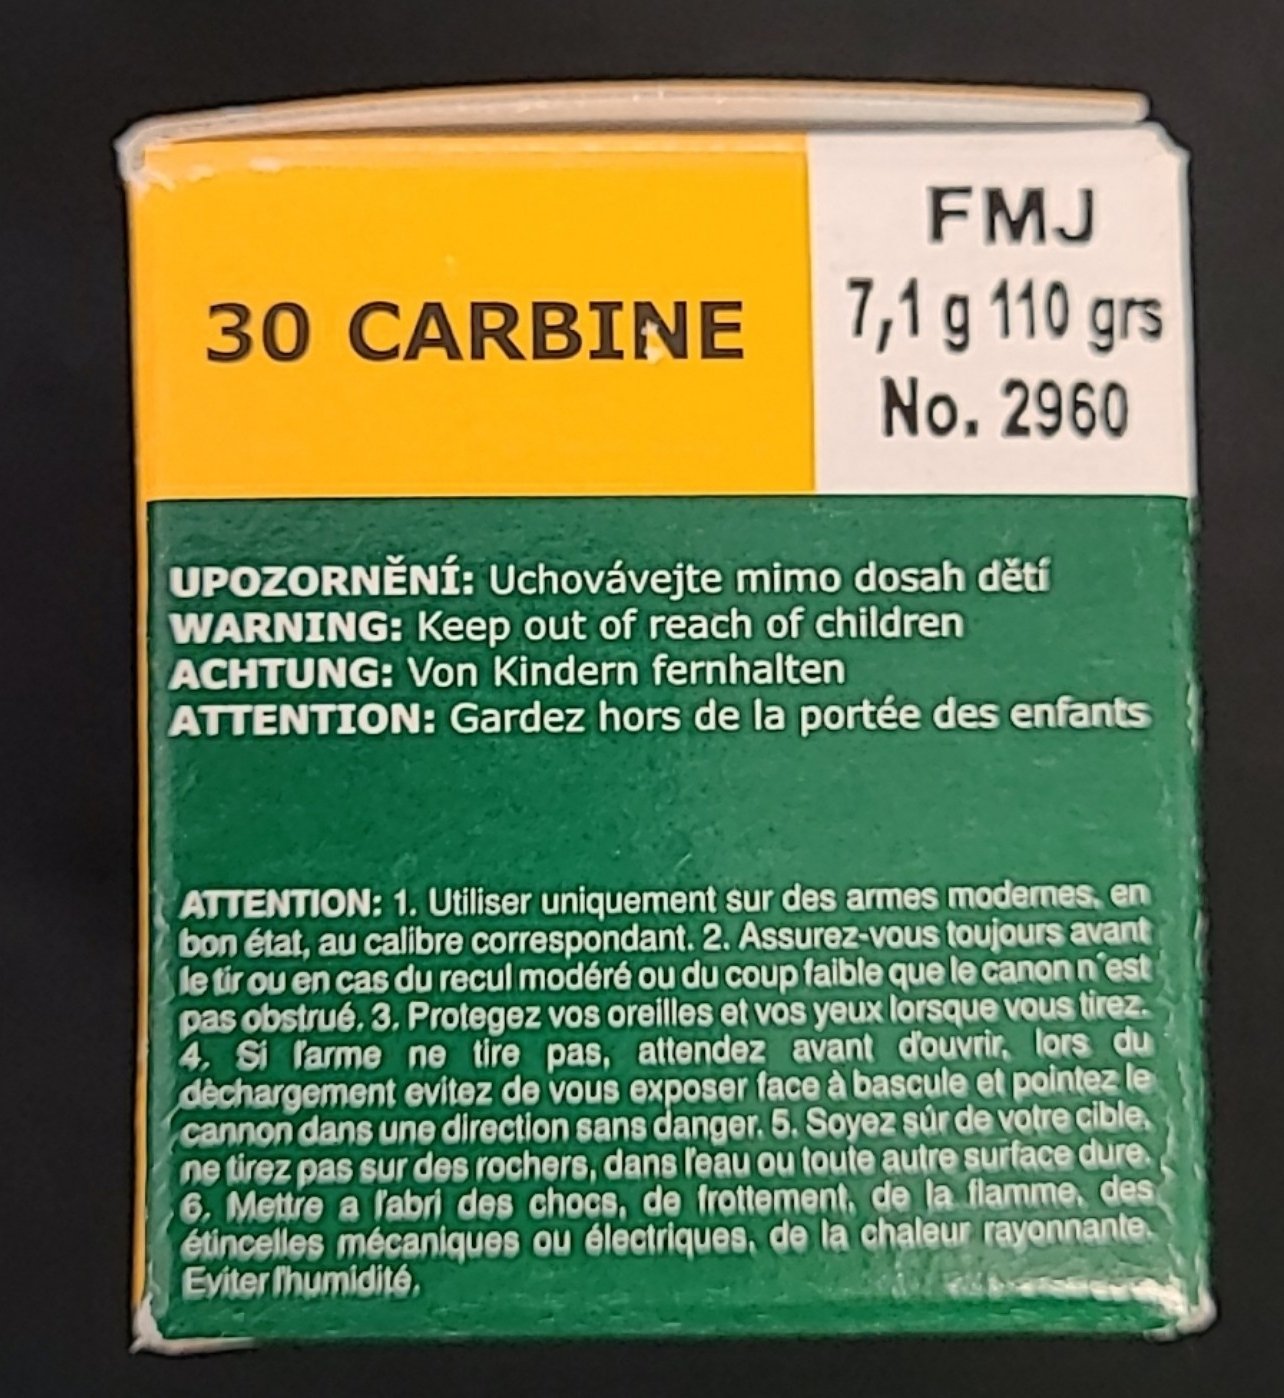 30 CARBINE
FMJ
7,1 g 110 grs
No. 2960
UPOZORNĚNÍ: Uchovávejte mimo dosah dětí
WARNING: Keep out of reach of children
ACHTUNG: Von Kindern fernhalten
ATTENTION: Gardez hors de la portée des enfants
ATTENTION: 1. Utiliser uniquement sur des armes modernes, en
bon état, au calibre correspondant. 2. Assurez-vous toujours avant
le tir ou en cas du recul modéré ou du coup faible que le canon n´est
pas obstrué. 3. Protegez vos oreilles et vos yeux lorsque vous tirez.
4. Si l'arme ne tire pas, attendez avant d'ouvrir, lors du
dèchargement evitez de vous exposer face à bascule et pointez le
cannon dans une direction sans danger. 5. Soyez súr de votre cible,
ne tirez pas sur des rochers, dans l'eau ou toute autre surface dure.
6. Mettre a l'abri des chocs, de frottement, de la flamme, des
étincelles mécaniques ou électriques, de la chaleur rayonnante.
Eviter l'humidité.